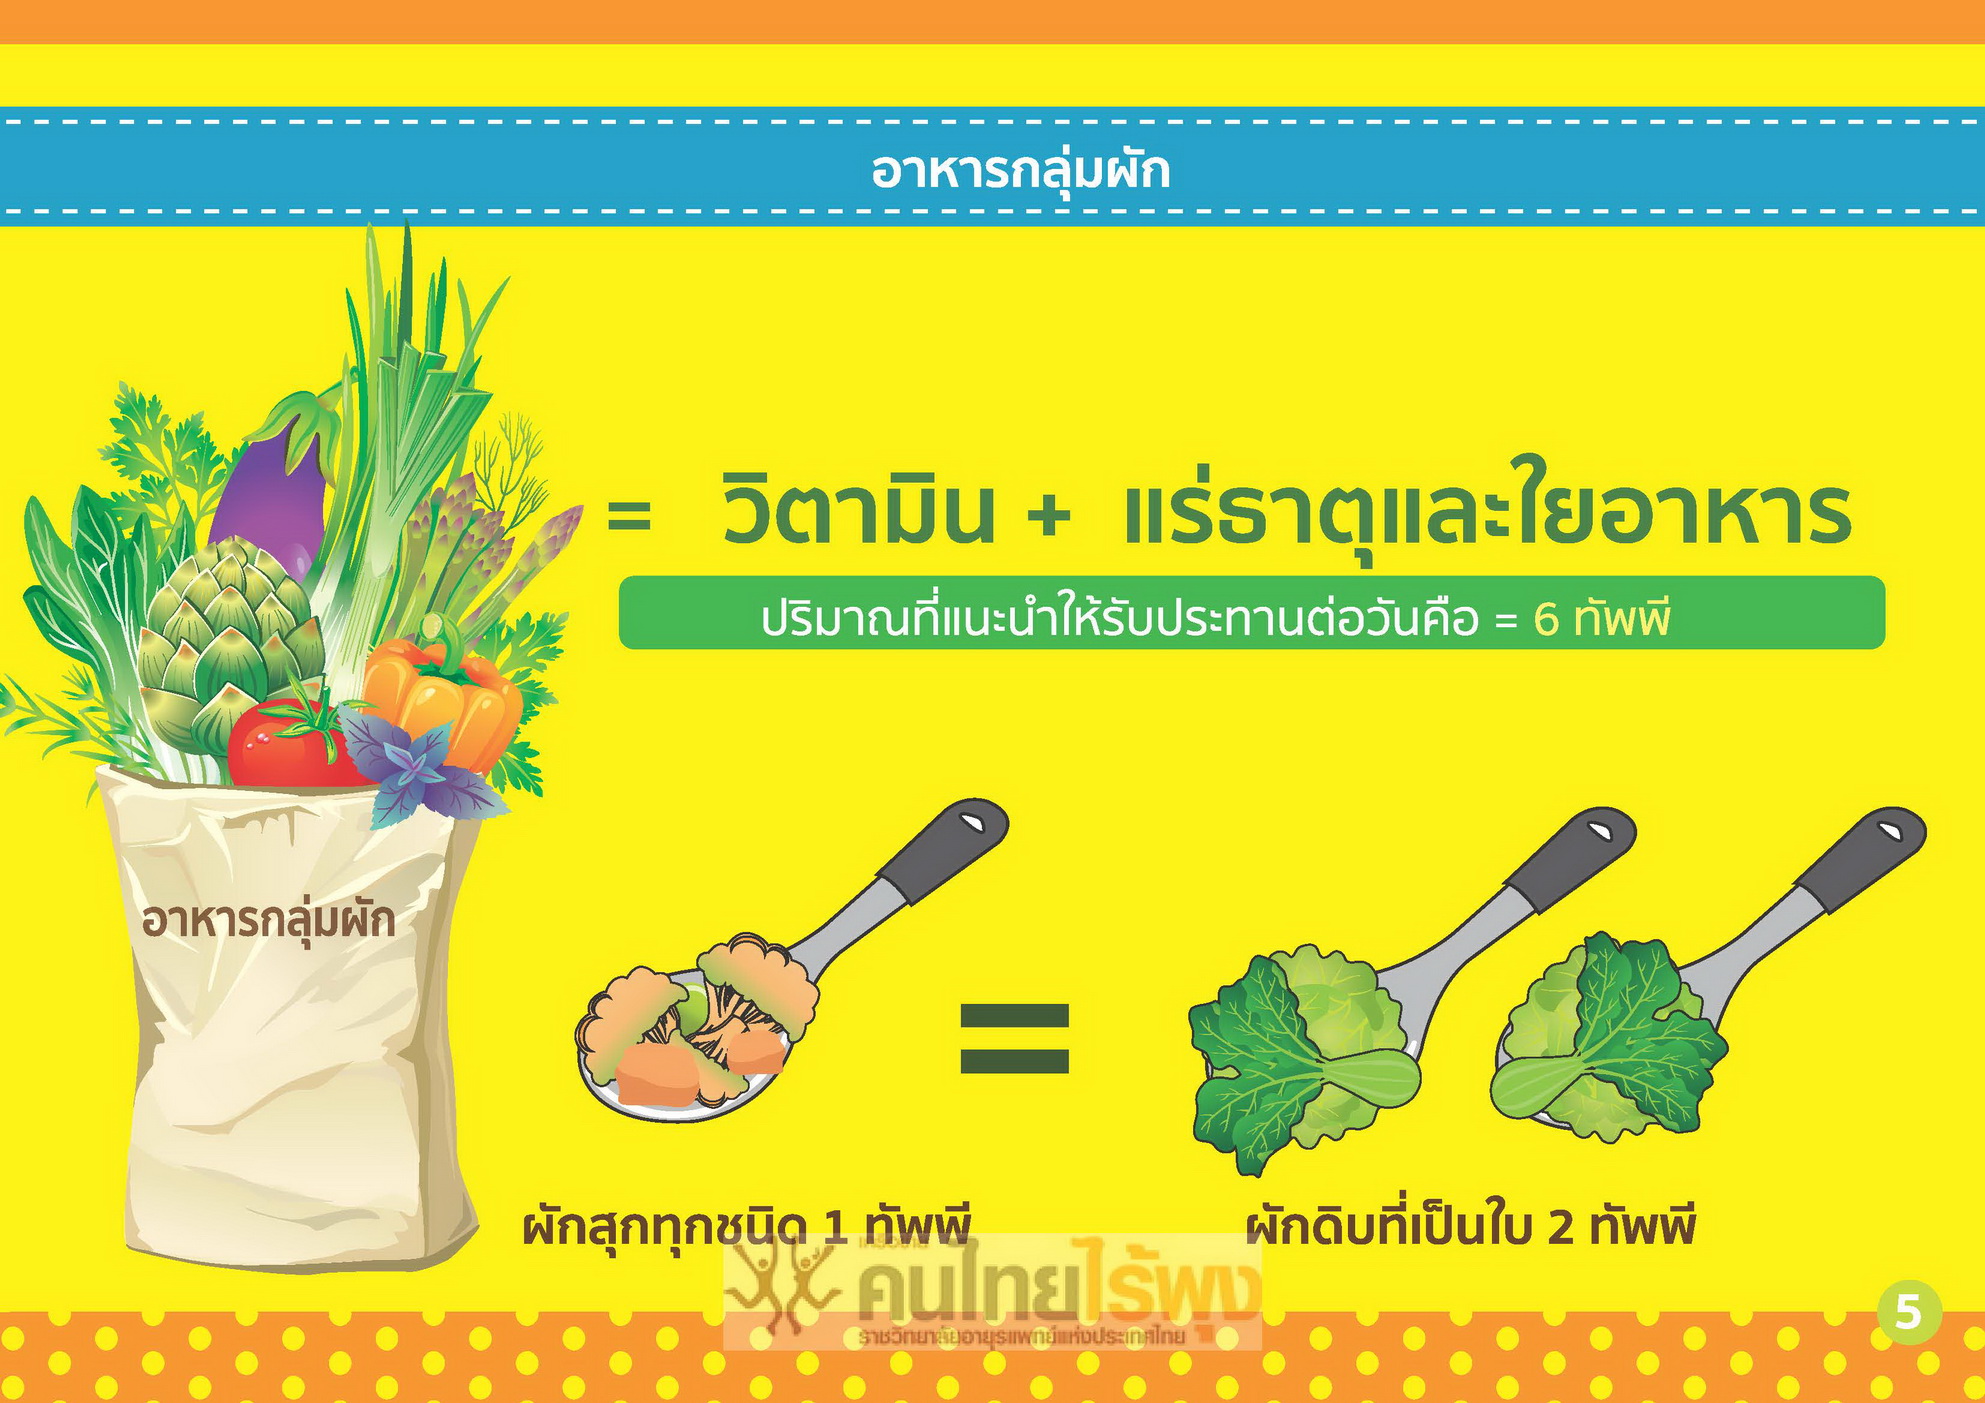 อาหารกลุ่มผัก
= วิตามิน + แร่ธาตุและใยอาหาร
ปริมาณที่แนะนำให้รับประทานต่อวันคือ = 6 ทัพพี
อาหารกลุ่มผัก
=
ผักสุกทุกชนิด 1 ทัพพี
ผักดิบที่เป็นใบ 2 ทัพพี
เครือข่าย
คนไทยไร้พุง
ราชวิทยาลัยอายุรแพทย์แห่งประเทศไทย
5